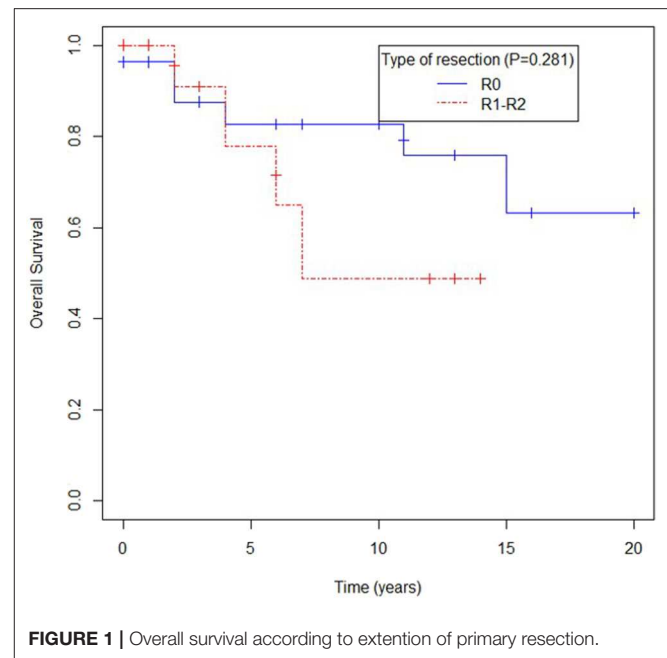 Type of resection (P=0.281)
R0
R1-R2
Overall Survival
1.0
0.8
0.6
0.4
0.2
0.0
0 5 10 15 20
Time (years)
FIGURE 1 | Overall survival according to extention of primary resection.